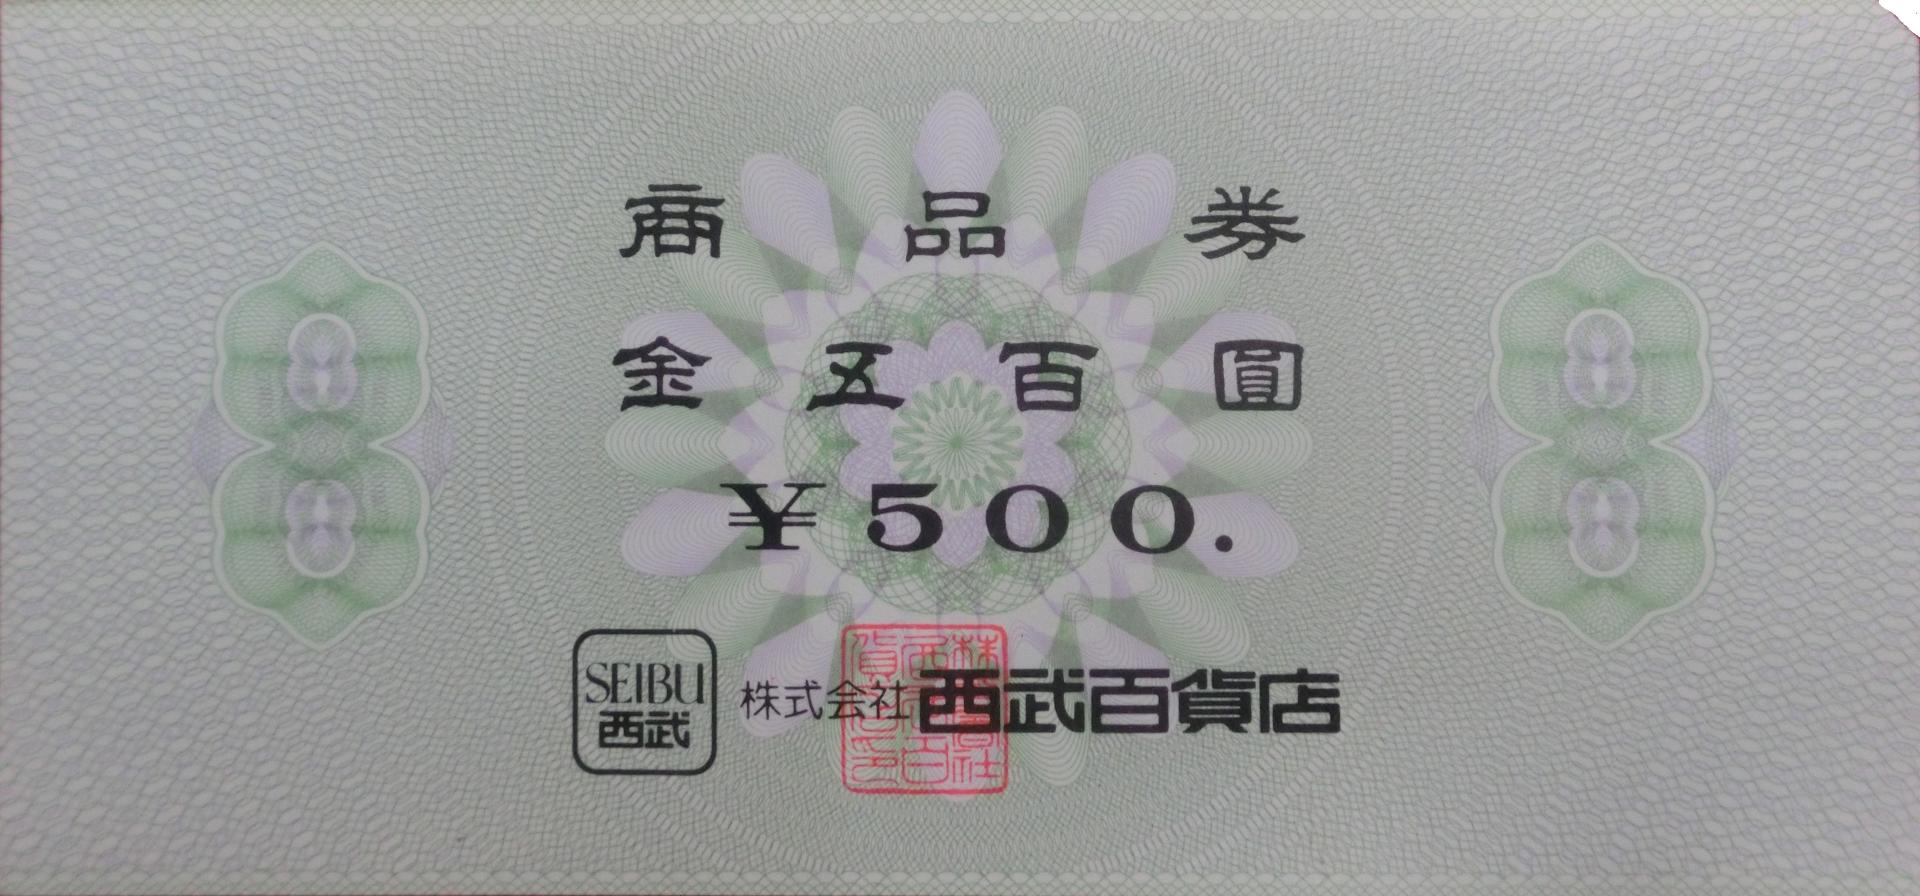 商品券
金五百圓
¥500.
SEIBU
西武
株式会社西武百貨店